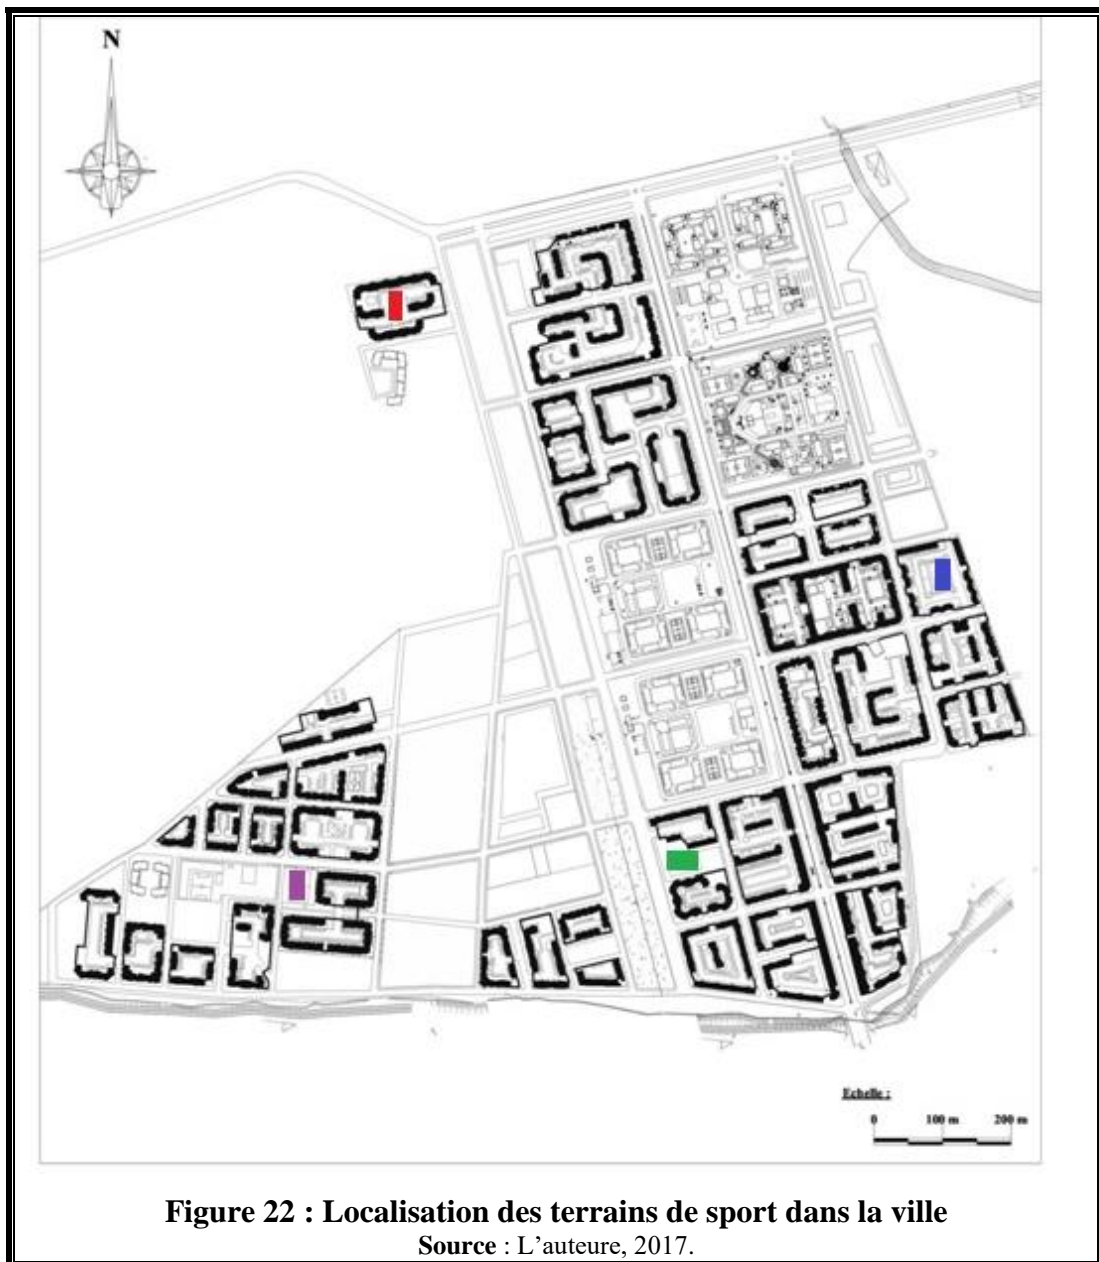 N
Echelle :
0 100 m 200 m
Figure 22 : Localisation des terrains de sport dans la ville
Source : L'auteure, 2017.